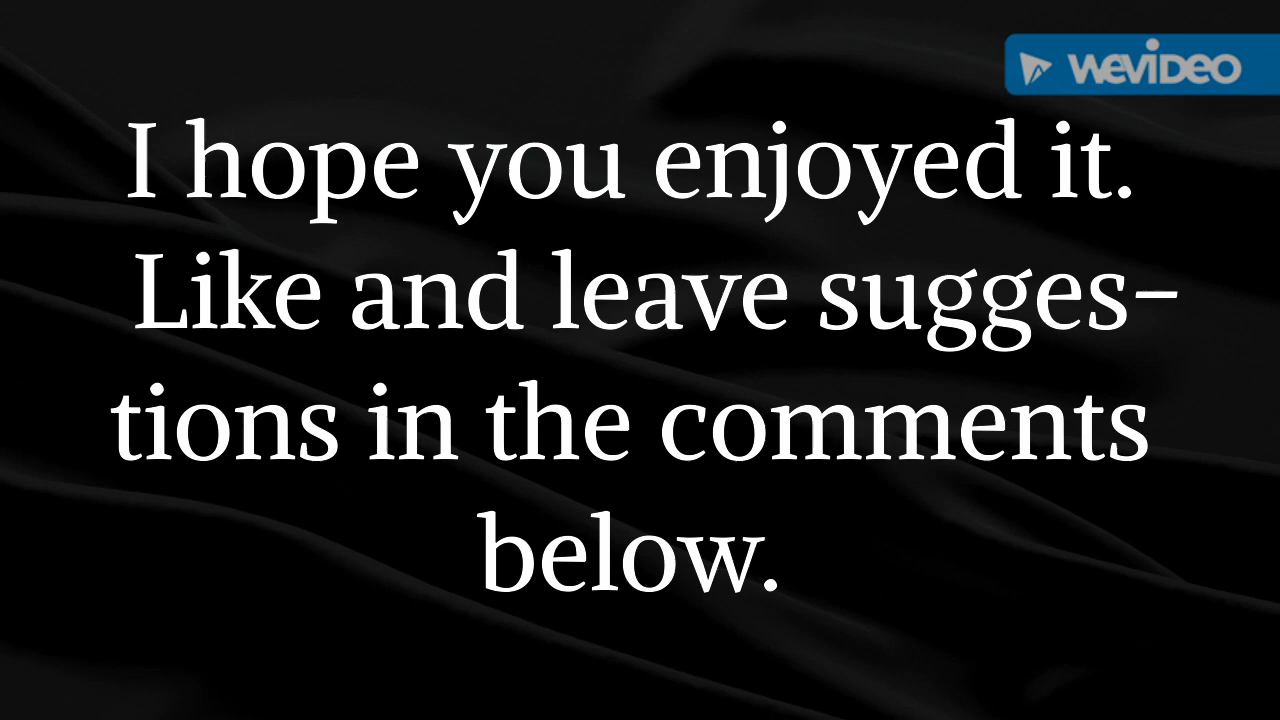 WEVIDEO
I hope you enjoyed it.
Like and leave sugges-
tions in the comments
below.